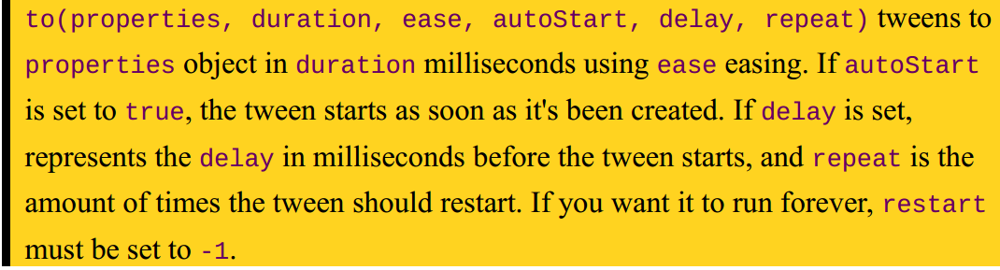 to(properties, duration, ease, autoStart, delay, repeat) tweens to
properties object in duration milliseconds using ease easing. If autoStart
is set to true, the tween starts as soon as it's been created. If delay is set,
represents the delay in milliseconds before the tween starts, and repeat is the
amount of times the tween should restart. If you want it to run forever, restart
must be set to -1.